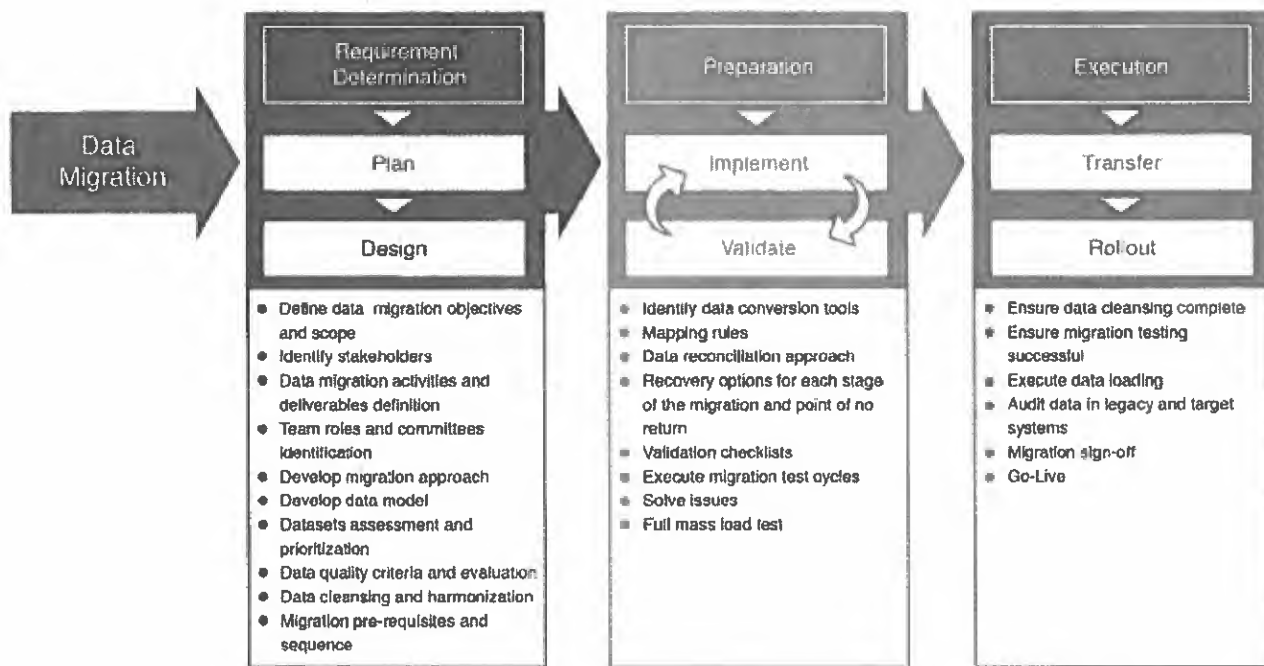 Data
Migration
Requirement
Determination
Plan
Design
Define data migration objectives
and scope
Identify stakeholders
Data migration activities and
deliverables definition
Team roles and committees
identification
Develop migration approach
Develop data model
Datasets assessment and
prioritization
Data quality criteria and evaluation
Data cleansing and harmonization
Migration pre-requisites and
sequence
Preparation
Implement
Validate
Identify data conversion tools
Mapping rules
Data reconciliation approach
Recovery options for each stage
of the migration and point of no
return
Validation checklists
Execute migration test cycles
Solve issues
Full mass load test
Execution
Transfer
Rollout
Ensure data cleansing complete
Ensure migration testing
successful
Execute data loading
Audit data in legacy and target
systems
Migration sign-off
Go-Live